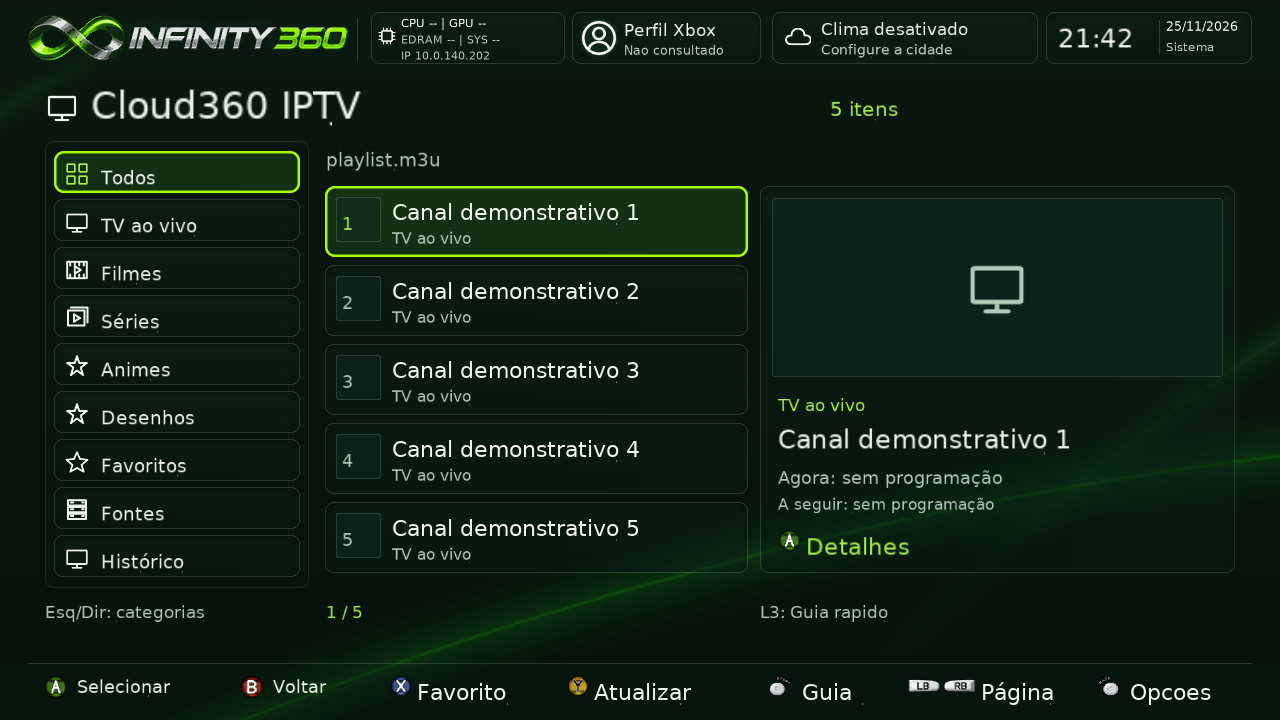 INFINITY 360
CPU -- | GPU --
EDRAM -- | SYS --
IP 10.0.140.202
Perfil Xbox
Nao consultado
Clima desativado
Configure a cidade
21:42
25/11/2026
Sistema
Cloud360 IPTV
5 itens
Todos
TV ao vivo
Filmes
Séries
Animes
Desenhos
Favoritos
Fontes
Histórico
Esq/Dir: categorias
playlist.m3u
1
Canal demonstrativo 1
TV ao vivo
2
Canal demonstrativo 2
TV ao vivo
3
Canal demonstrativo 3
TV ao vivo
4
Canal demonstrativo 4
TV ao vivo
5
Canal demonstrativo 5
TV ao vivo
1 / 5
TV ao vivo
Canal demonstrativo 1
Agora: sem programação
A seguir: sem programação
A Detalhes
L3: Guia rapido
A Selecionar
B Voltar
X Favorito
Y Atualizar
Guia
LB RB Página
Opcoes